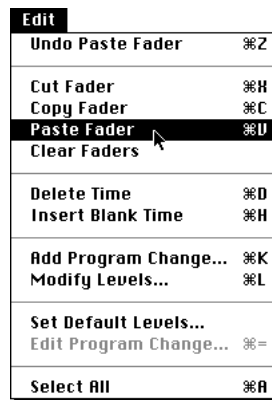 Edit
Undo Paste Fader ⌘Z
Cut Fader ⌘X
Copy Fader ⌘C
Paste Fader ⌘V
Clear Faders
Delete Time ⌘D
Insert Blank Time ⌘H
Add Program Change... ⌘K
Modify Levels... ⌘L
Set Default Levels...
Edit Program Change... ⌘=
Select All ⌘A